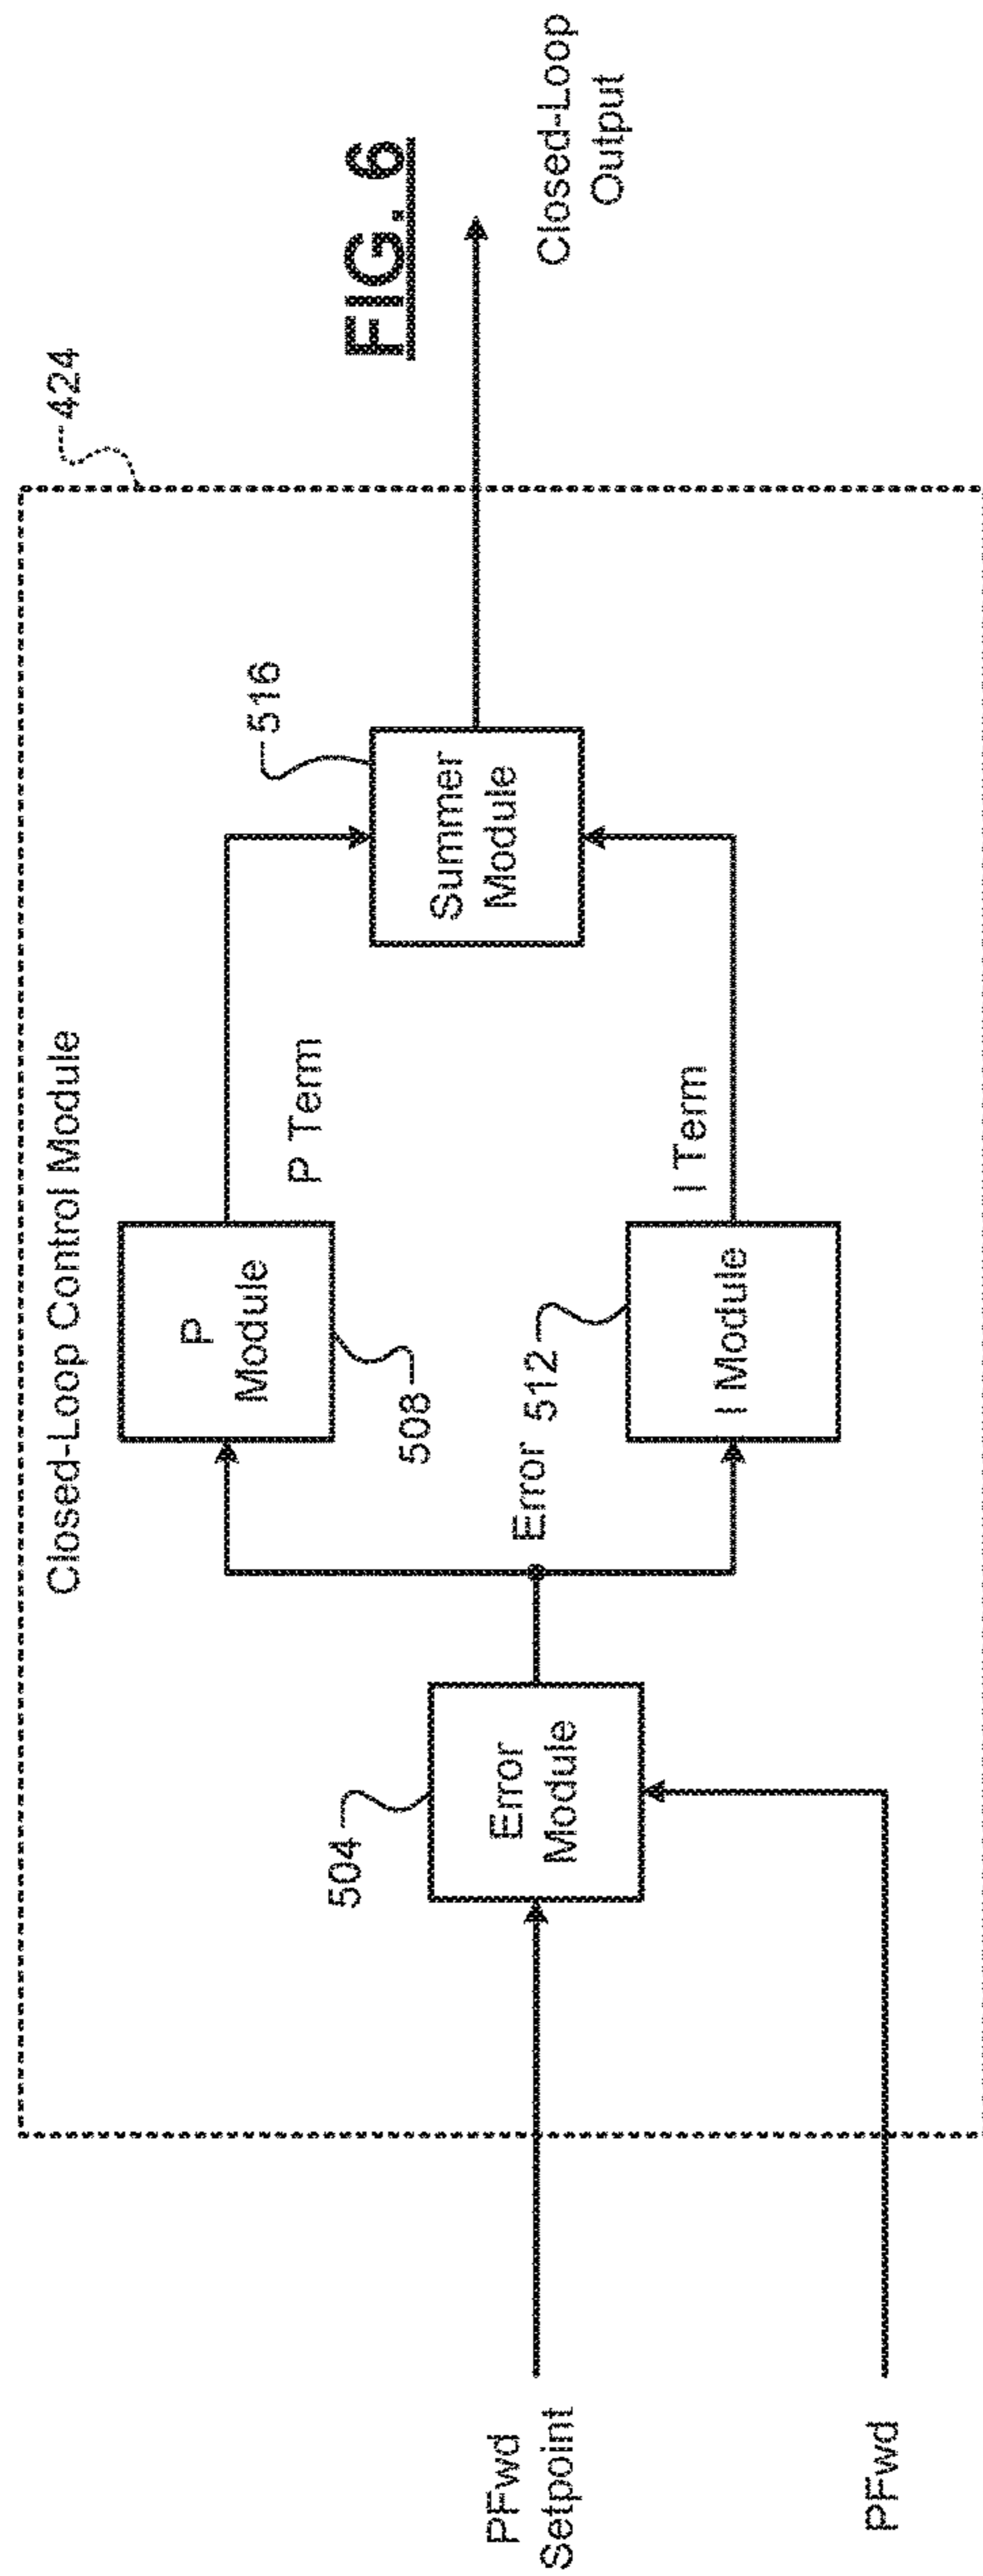 Closed-Loop Control Module
424
FIG. 6
PFwd
Setpoint
PFwd
504
Error
Module
Error
P
Module
508
512
I Module
P Term
I Term
516
Summer
Module
Closed-Loop
Output